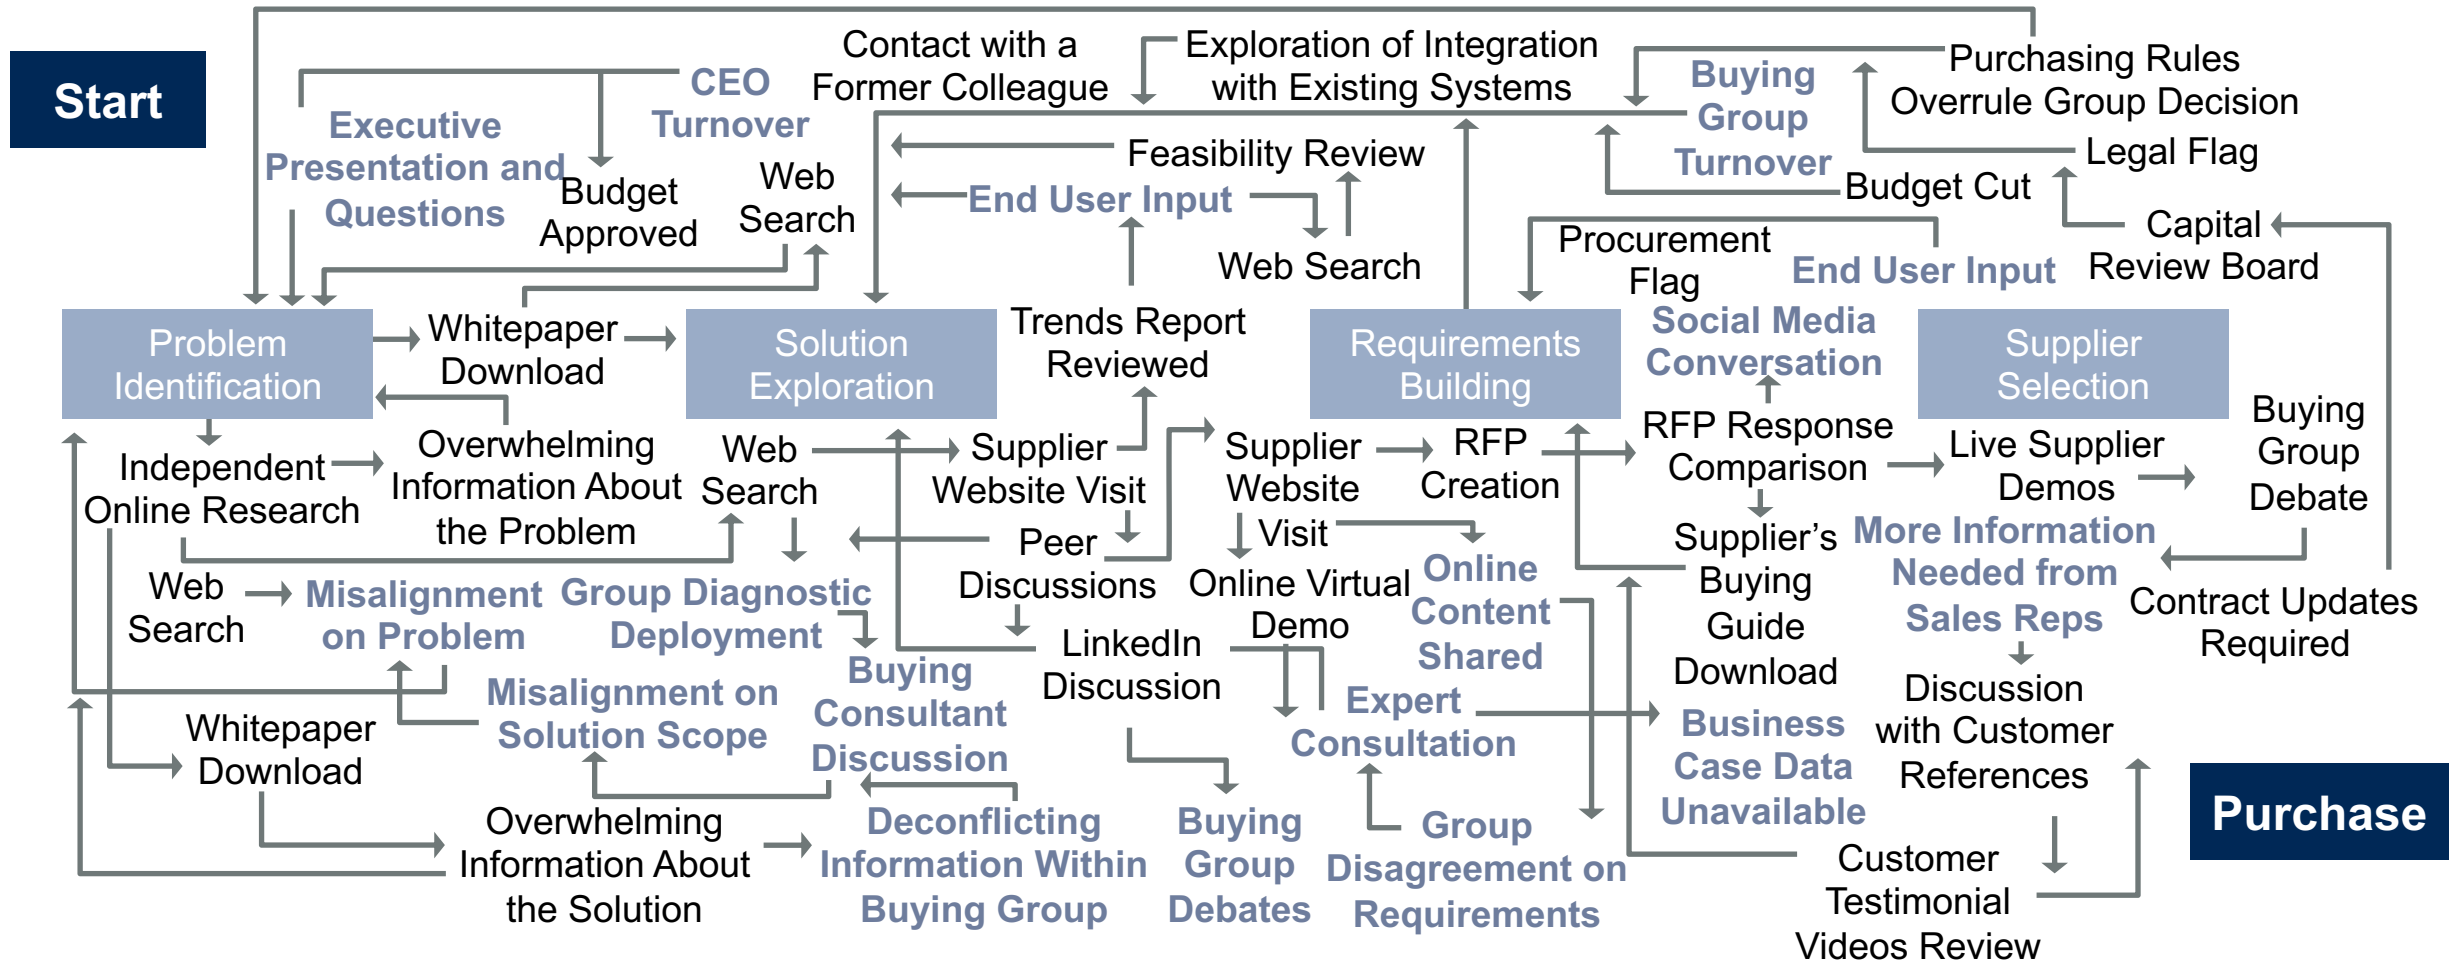 Start
Executive
Presentation and
Questions
CEO
Turnover
Budget
Approved
Web
Search
Contact with a
Former Colleague
Exploration of Integration
with Existing Systems
Feasibility Review
End User Input
Web Search
Buying
Group
Turnover
Purchasing Rules
Overrule Group Decision
Legal Flag
Budget Cut
Capital
Review Board
Procurement
Flag
End User Input
Problem
Identification
Whitepaper
Download
Solution
Exploration
Trends Report
Reviewed
Requirements
Building
Social Media
Conversation
Supplier
Selection
Independent
Online Research
Overwhelming
Information About
the Problem
Web
Search
Supplier
Website Visit
Supplier
Website
Visit
RFP
Creation
RFP Response
Comparison
Live Supplier
Demos
Buying
Group
Debate
Web
Search
Misalignment
on Problem
Group Diagnostic
Deployment
Peer
Discussions
Online Virtual
Demo
Online
Content
Shared
Supplier’s
Buying
Guide
Download
More Information
Needed from
Sales Reps
Contract Updates
Required
Whitepaper
Download
Misalignment on
Solution Scope
Buying
Consultant
Discussion
LinkedIn
Discussion
Expert
Consultation
Business
Case Data
Unavailable
Discussion
with Customer
References
Purchase
Overwhelming
Information About
the Solution
Deconflicting
Information Within
Buying Group
Buying
Group
Debates
Group
Disagreement on
Requirements
Customer
Testimonial
Videos Review